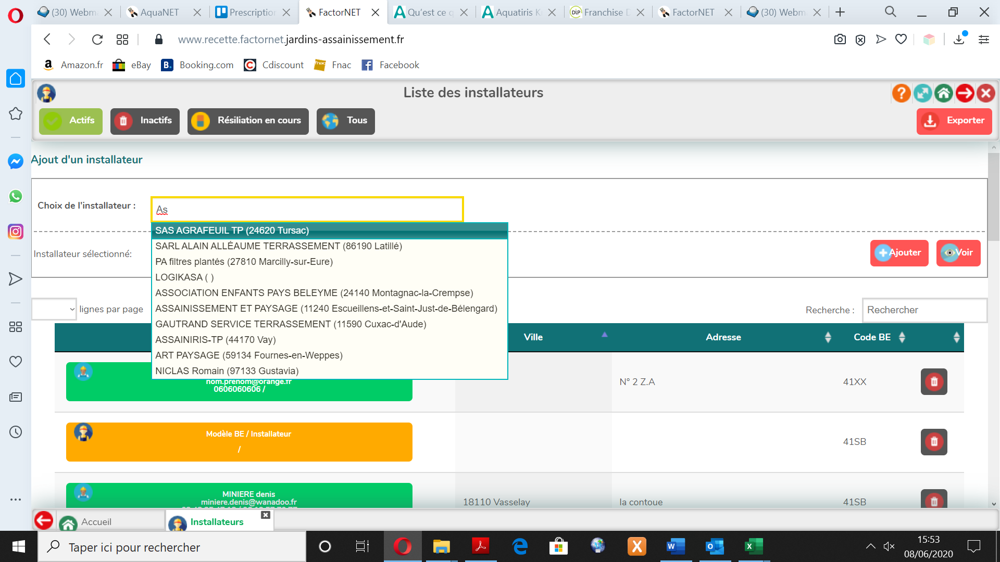 (30) Webm
AquaNET
Prescription
FactorNET
Qu'est ce q
Aquatiris K
Franchise D
FactorNET
(30) Webm
www.recette.factornet.jardins-assainissement.fr
Amazon.fr
eBay
Booking.com
Cdiscount
Fnac
Facebook
Liste des installateurs
Actifs
Inactifs
Résiliation en cours
Tous
Exporter
Ajout d'un installateur
Choix de l'installateur :
As
SAS AGRAFEUIL TP (24620 Tursac)
SARL ALAIN ALLÉAUME TERRASSEMENT (86190 Latillé)
PA filtres plantés (27810 Marcilly-sur-Eure)
LOGIKASA ( )
ASSOCIATION ENFANTS PAYS BELEYME (24140 Montagnac-la-Crempse)
ASSAINISSEMENT ET PAYSAGE (11240 Escueillens-et-Saint-Just-de-Bélengard)
GAUTRAND SERVICE TERRASSEMENT (11590 Cuxac-d'Aude)
ASSAINIRIS-TP (44170 Vay)
ART PAYSAGE (59134 Fournes-en-Weppes)
NICLAS Romain (97133 Gustavia)
Installateur sélectionné:
Ajouter
Voir
lignes par page
Recherche :
Rechercher
Ville
Adresse
Code BE
nom.prenom@orange.fr
0606060606 /
N° 2 Z.A
41XX
Modèle BE / Installateur
/
41SB
MINIERE denis
miniere.denis@wanadoo.fr
18110 Vasselay
la contoue
41SB
Accueil
Installateurs
Taper ici pour rechercher
15:53
08/06/2020